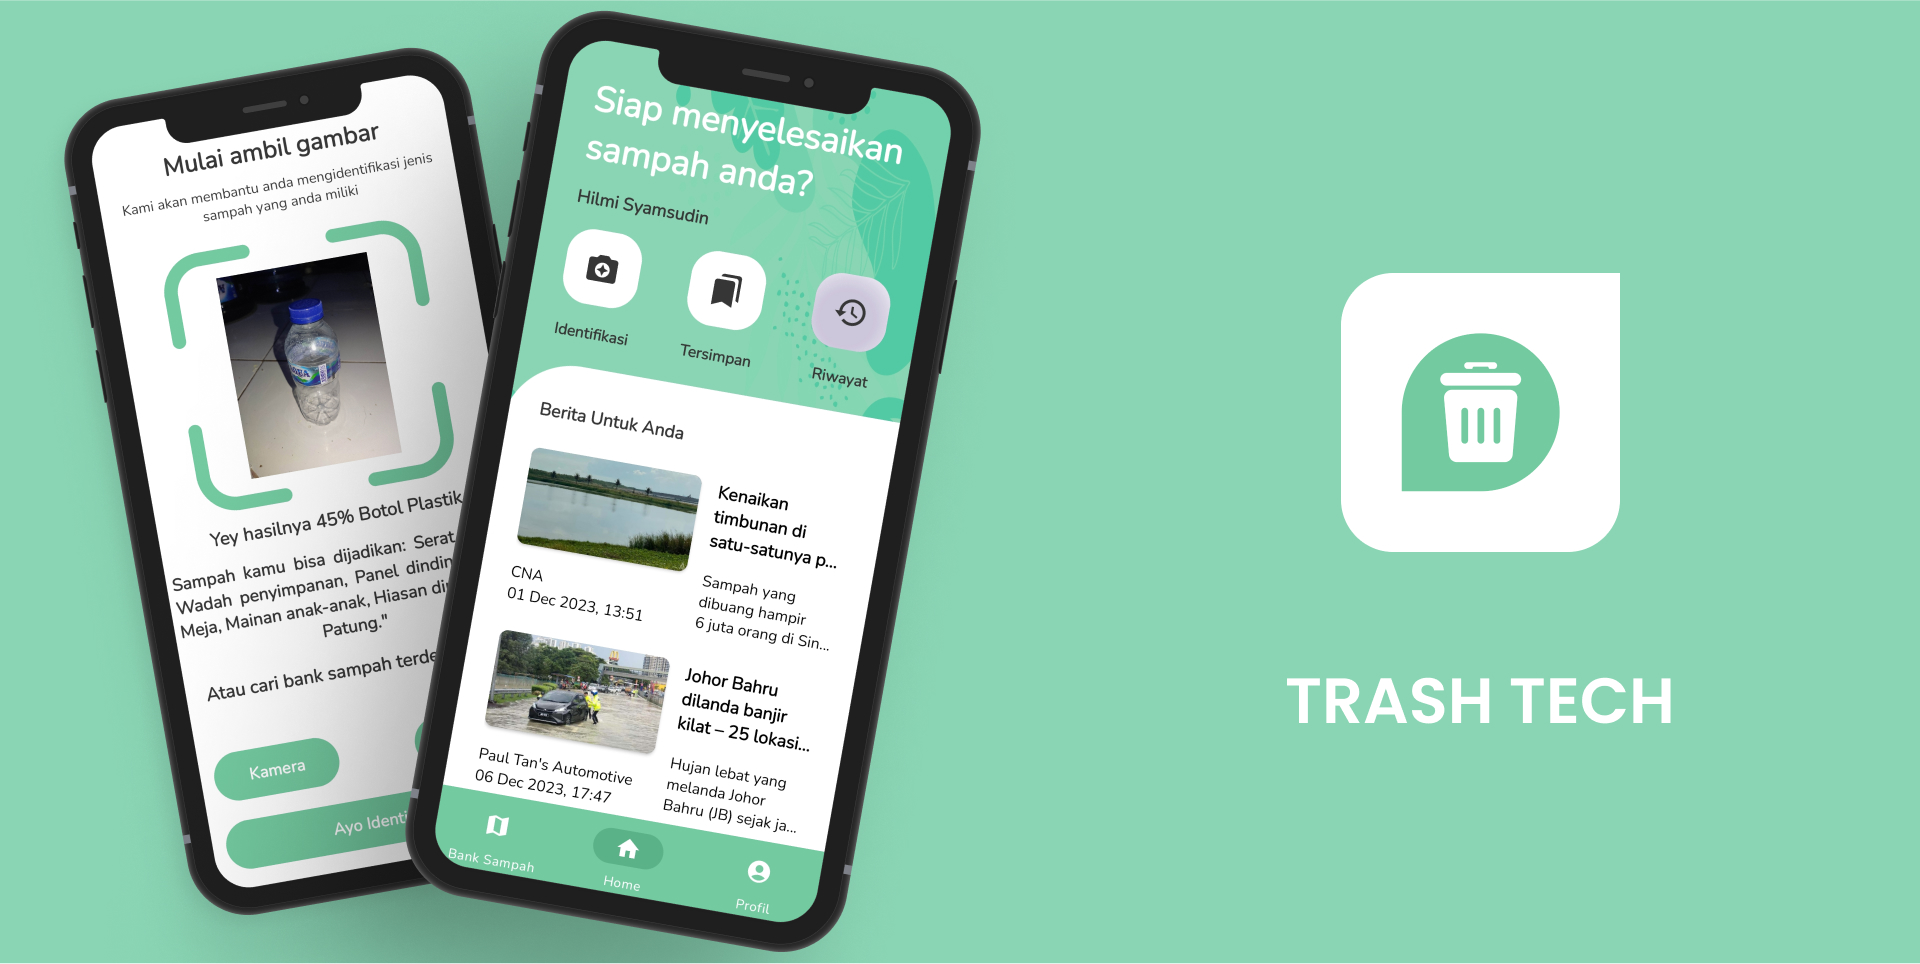 Mulai ambil gambar
Kami akan membantu anda mengidentifikasi jenis
sampah yang anda miliki
Yey hasilnya 45% Botol Plastik
Sampah kamu bisa dijadikan: Serat
Wadah penyimpanan, Panel dindin
Meja, Mainan anak-anak, Hiasan di
Patung."
Atau cari bank sampah terde
Kamera
Ayo Identi
Siap menyelesaikan
sampah anda?
Hilmi Syamsudin
Identifikasi
Tersimpan
Riwayat
Berita Untuk Anda
Kenaikan
timbunan di
satu-satunya p...
CNA
01 Dec 2023, 13:51
Sampah yang
dibuang hampir
6 juta orang di Sin...
Johor Bahru
dilanda banjir
kilat – 25 lokasi...
Paul Tan's Automotive
06 Dec 2023, 17:47
Hujan lebat yang
melanda Johor
Bahru (JB) sejak ja...
Bank Sampah
Home
Profil
TRASH TECH